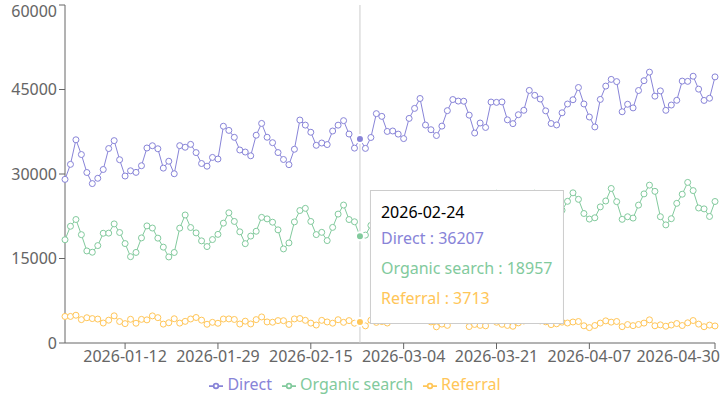 60000
45000
30000
15000
0
2026-02-24
Direct : 36207
Organic search : 18957
Referral : 3713
2026-01-12 2026-01-29 2026-02-15 2026-03-04 2026-03-21 2026-04-07 2026-04-30
Direct Organic search Referral